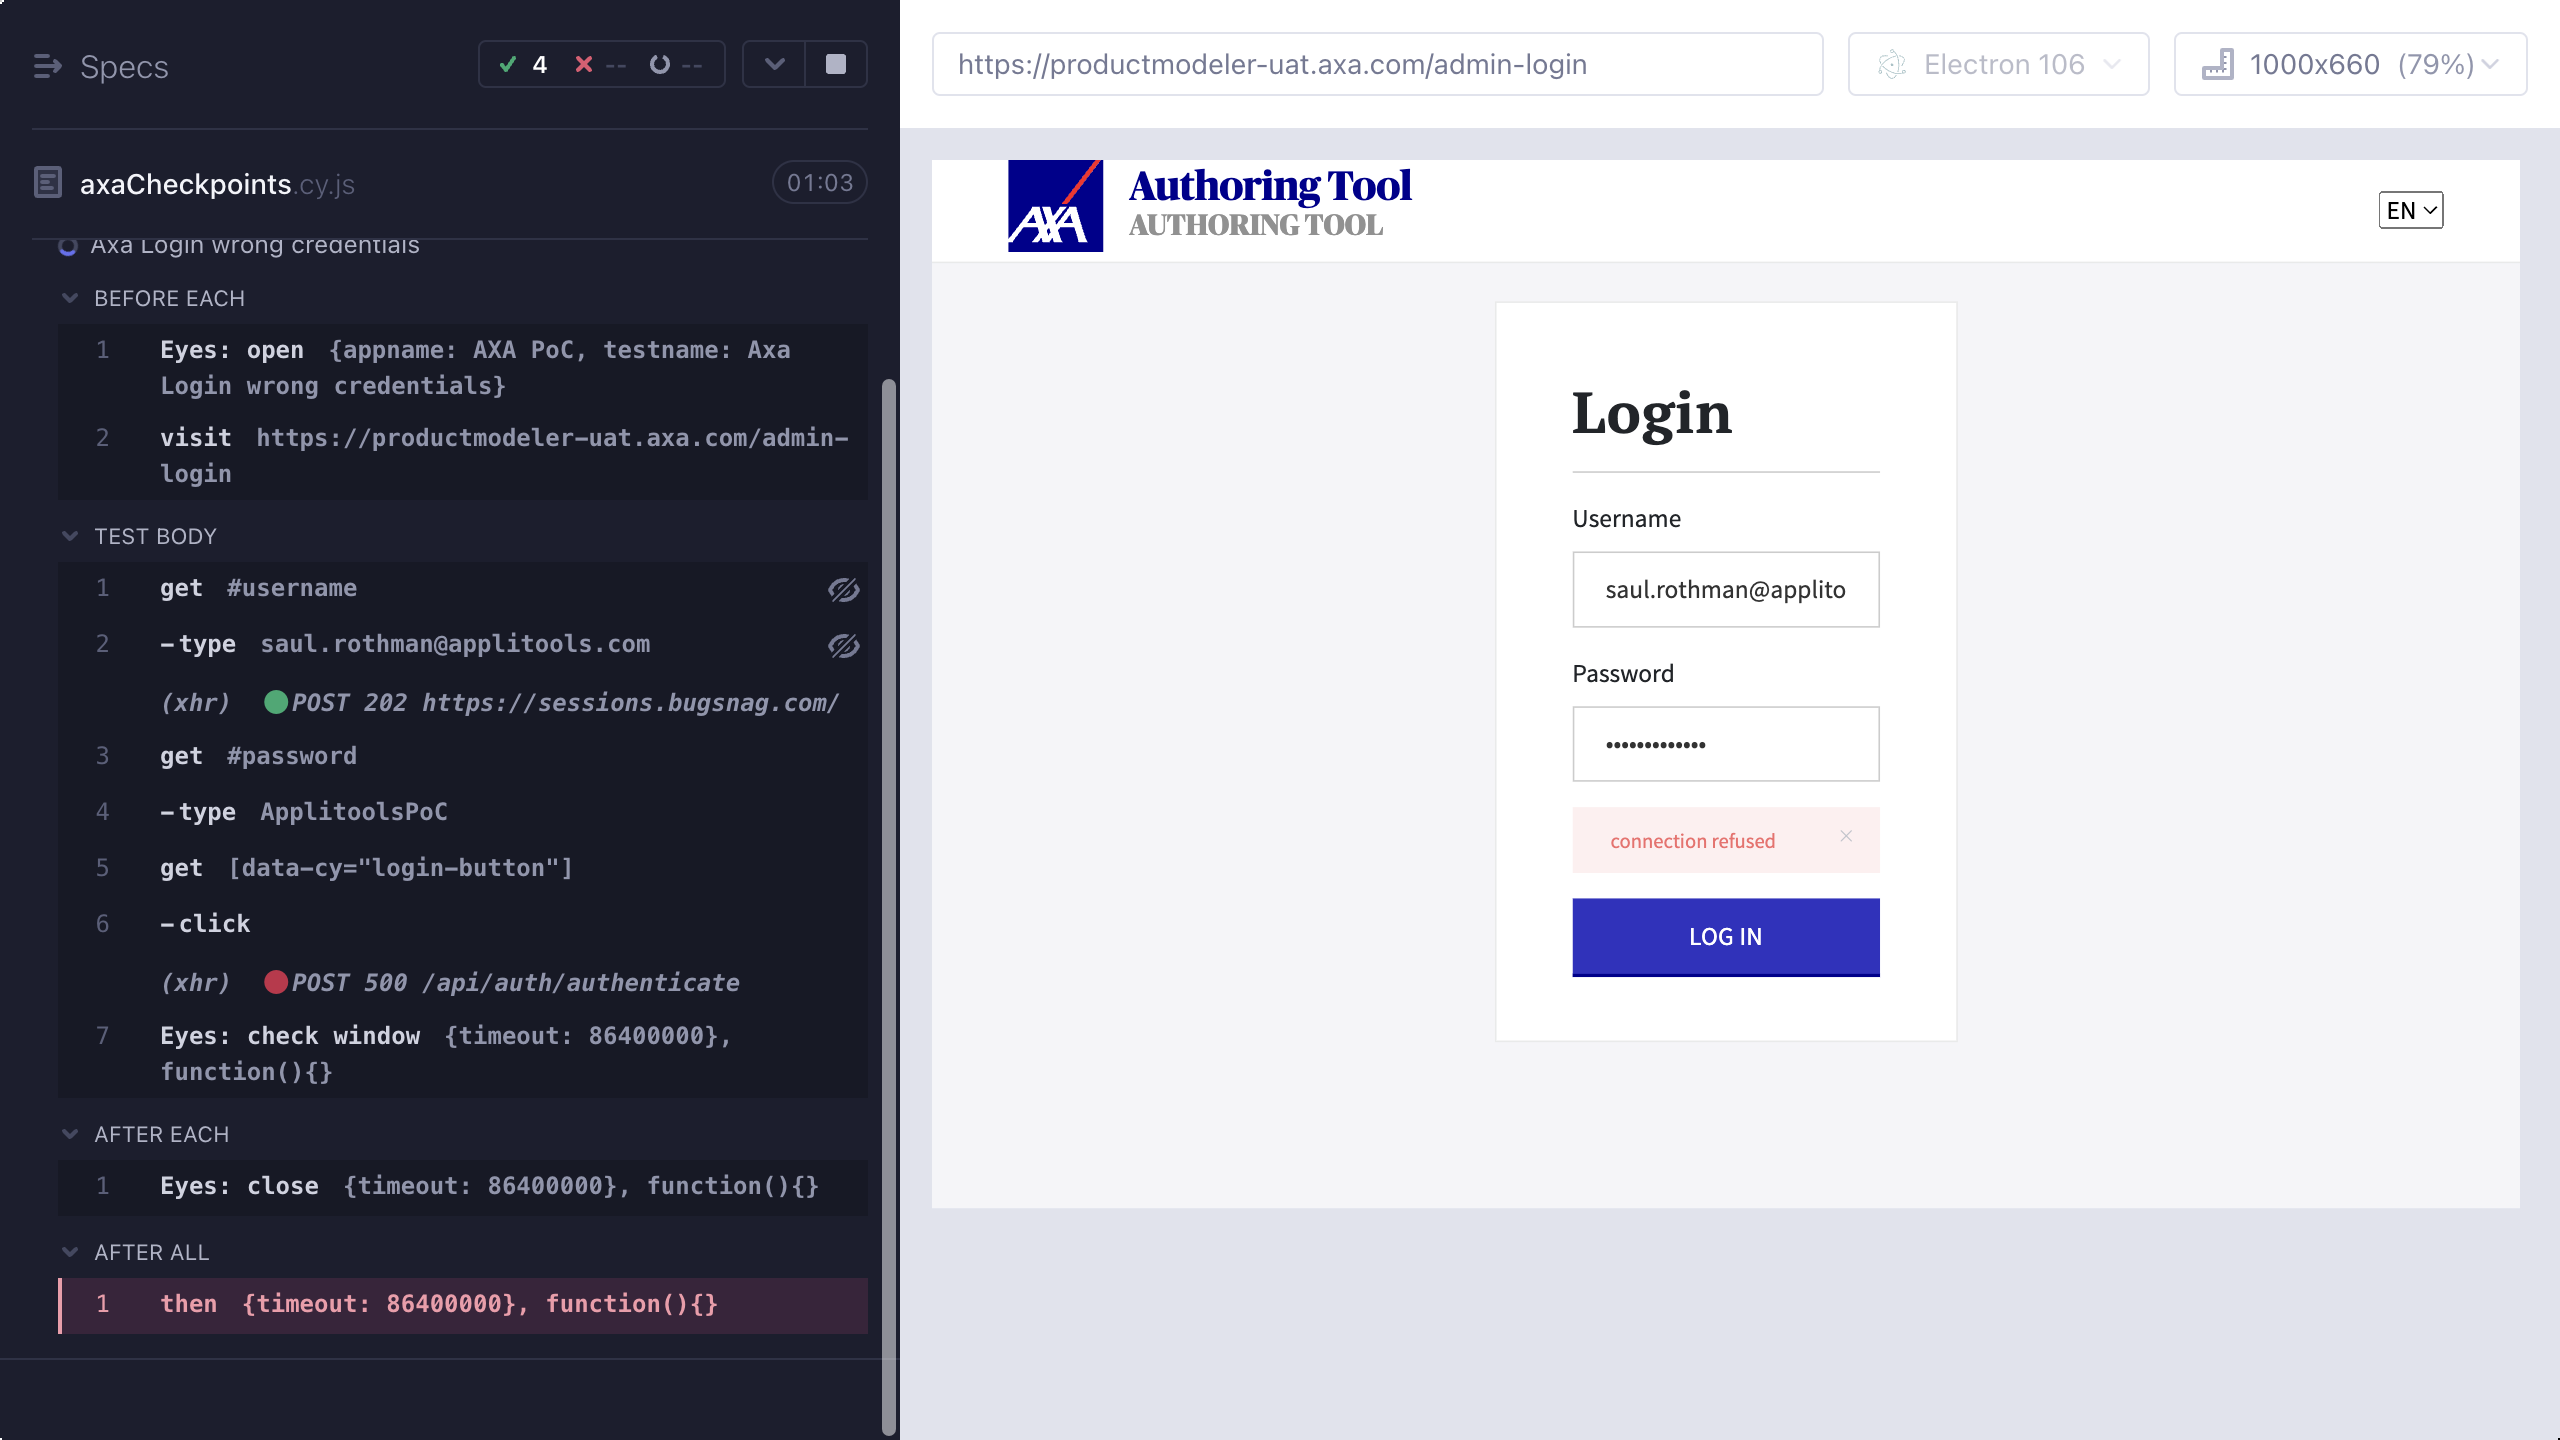 Specs
4 -- --
axaCheckpoints.cy.js 01:03
Axa Login wrong credentials
BEFORE EACH
1 Eyes: open {appname: AXA PoC, testname: Axa
Login wrong credentials}
2 visit https://productmodeler-uat.axa.com/admin-
login
TEST BODY
1 get #username
2 -type saul.rothman@applitools.com
(xhr) POST 202 https://sessions.bugsnag.com/
3 get #password
4 -type ApplitoolsPoC
5 get [data-cy="login-button"]
6 -click
(xhr) POST 500 /api/auth/authenticate
7 Eyes: check window {timeout: 86400000},
function(){}
AFTER EACH
1 Eyes: close {timeout: 86400000}, function(){}
AFTER ALL
1 then {timeout: 86400000}, function(){}
https://productmodeler-uat.axa.com/admin-login
Electron 106
1000x660 (79%)
AXA
Authoring Tool
AUTHORING TOOL
EN
Login
Username
saul.rothman@applito
Password
•••••••••••••
connection refused
LOG IN